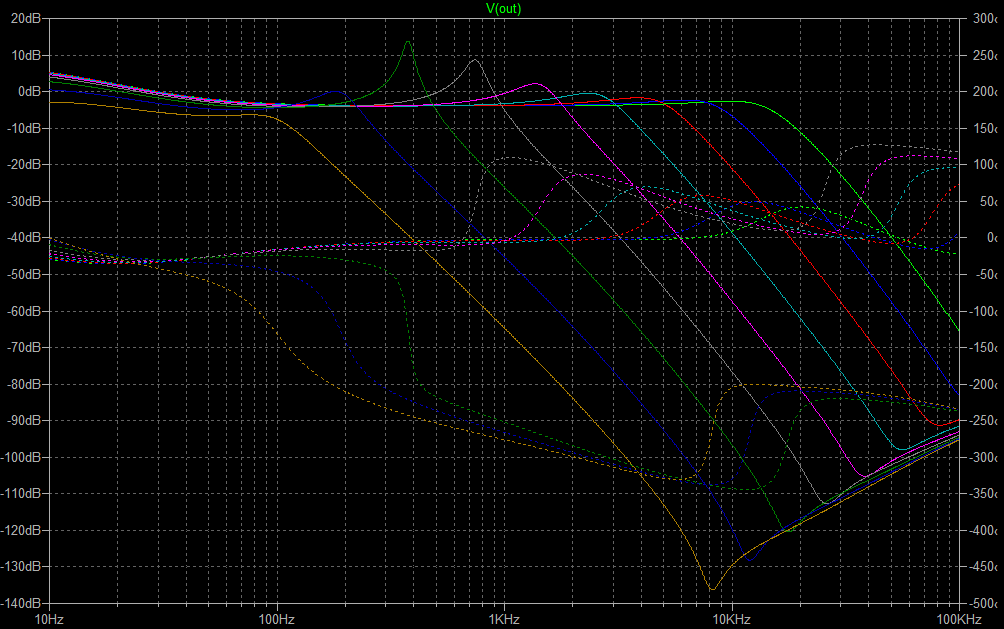 V(out)
20dB 300
10dB 250
0dB 200
-10dB 150
-20dB 100
-30dB 50
-40dB 0
-50dB -50
-60dB -100
-70dB -150
-80dB -200
-90dB -250
-100dB -300
-110dB -350
-120dB -400
-130dB -450
-140dB -500
10Hz 100Hz 1KHz 10KHz 100KHz